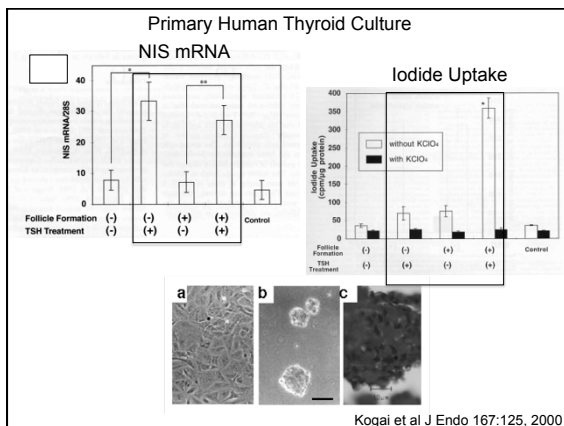 Primary Human Thyroid Culture
NIS mRNA
NIS mRNA/28S
40
30
20
10
0
*
**
Follicle Formation (-) (-) (+) (+) Control
TSH Treatment (-) (+) (-) (+)
Iodide Uptake
Iodide Uptake
(cpm/µg protein)
400
350
300
250
200
150
100
50
0
*
without KClO₄
with KClO₄
Follicle
Formation (-) (-) (+) (+) Control
TSH
Treatment (-) (+) (-) (+)
a b c
Kogai et al J Endo 167:125, 2000